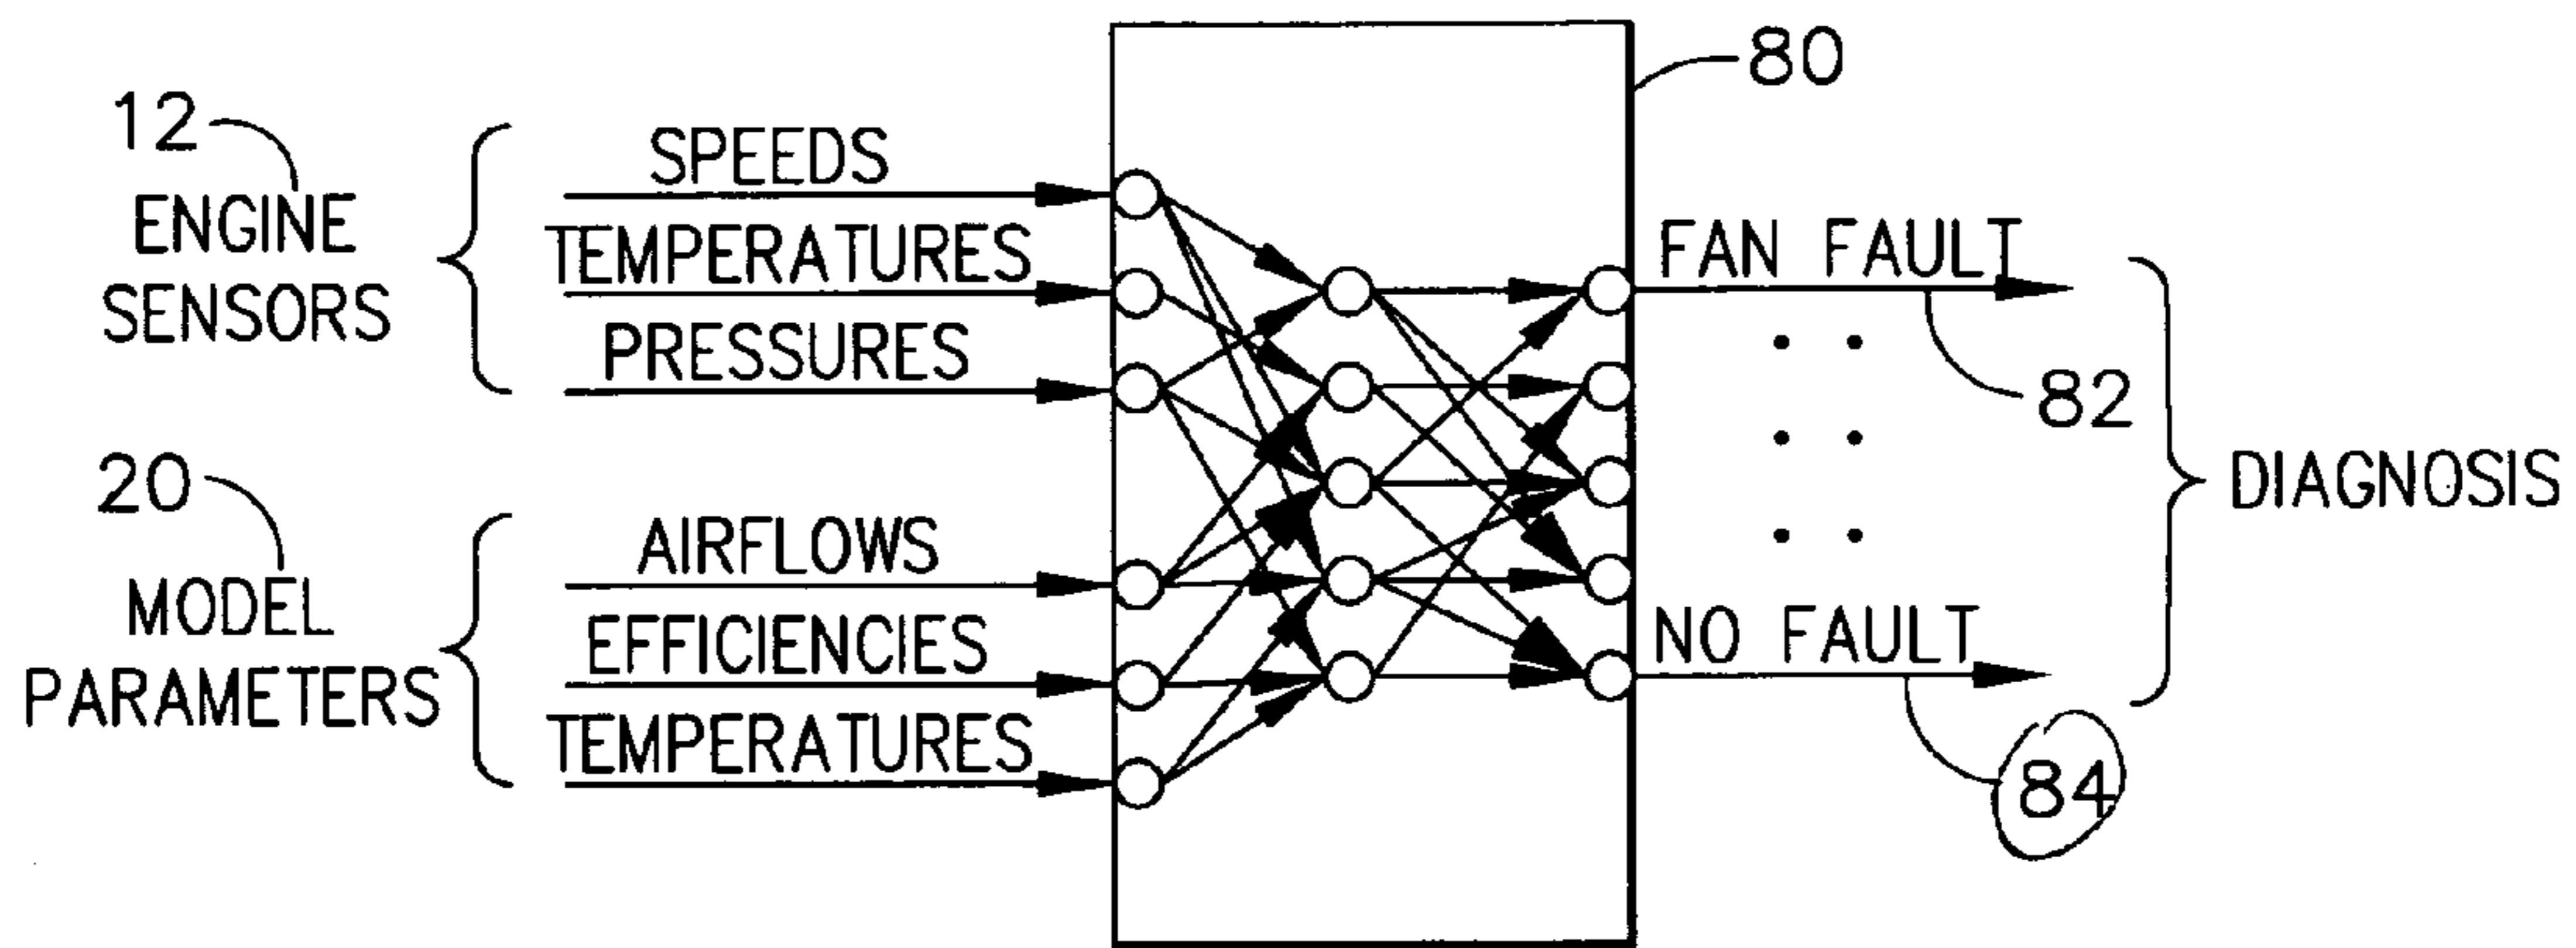 12
ENGINE
SENSORS
SPEEDS
TEMPERATURES
PRESSURES
20
MODEL
PARAMETERS
AIRFLOWS
EFFICIENCIES
TEMPERATURES
80
FAN FAULT
82
NO FAULT
84
DIAGNOSIS